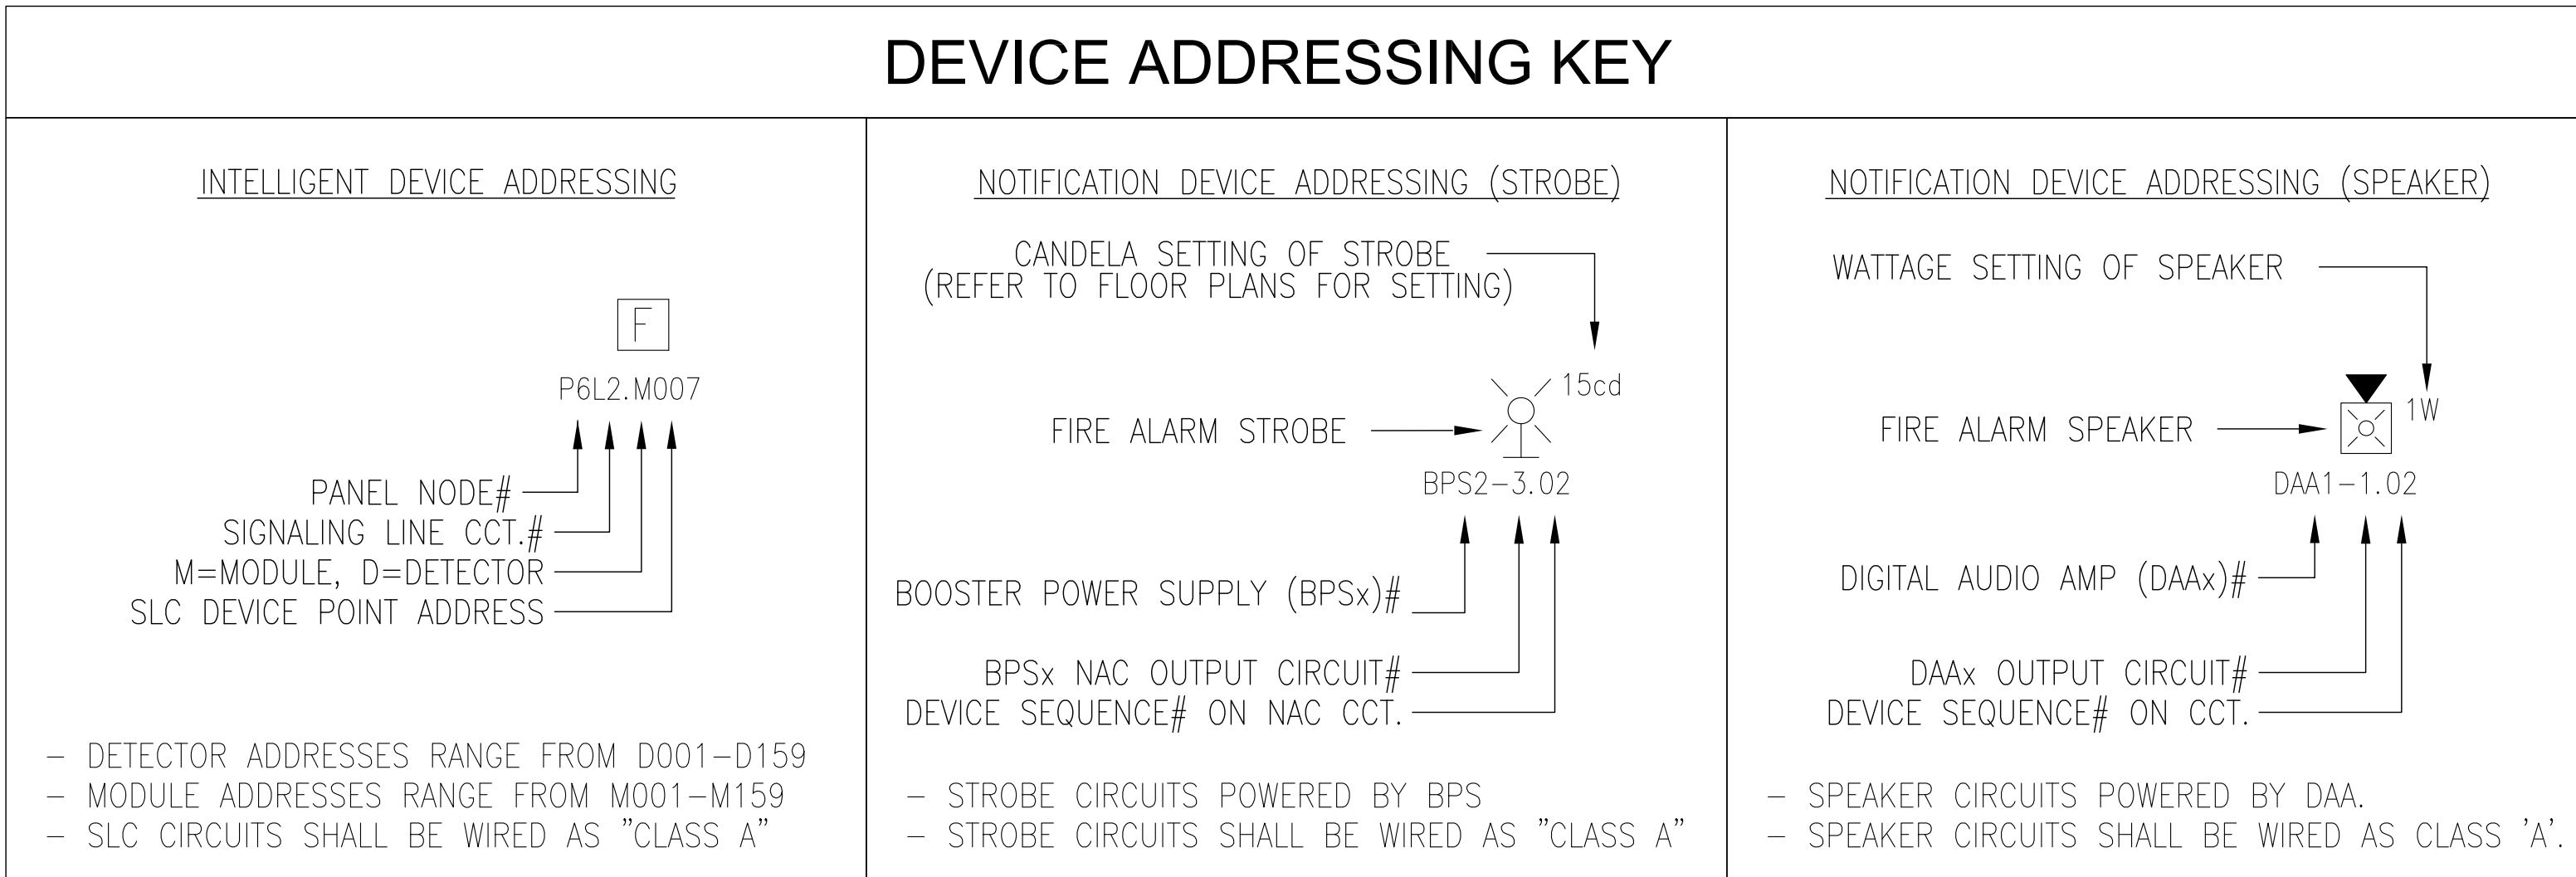 DEVICE ADDRESSING KEY
INTELLIGENT DEVICE ADDRESSING
F
P6L2.M007
PANEL NODE#
SIGNALING LINE CCT.#
M=MODULE, D=DETECTOR
SLC DEVICE POINT ADDRESS
- DETECTOR ADDRESSES RANGE FROM D001-D159
- MODULE ADDRESSES RANGE FROM M001-M159
- SLC CIRCUITS SHALL BE WIRED AS "CLASS A"
NOTIFICATION DEVICE ADDRESSING (STROBE)
CANDELA SETTING OF STROBE
(REFER TO FLOOR PLANS FOR SETTING)
15cd
FIRE ALARM STROBE
BPS2-3.02
BOOSTER POWER SUPPLY (BPSx)#
BPSx NAC OUTPUT CIRCUIT#
DEVICE SEQUENCE# ON NAC CCT.
- STROBE CIRCUITS POWERED BY BPS
- STROBE CIRCUITS SHALL BE WIRED AS "CLASS A"
NOTIFICATION DEVICE ADDRESSING (SPEAKER)
WATTAGE SETTING OF SPEAKER
1W
FIRE ALARM SPEAKER
DAA1-1.02
DIGITAL AUDIO AMP (DAAx)#
DAAx OUTPUT CIRCUIT#
DEVICE SEQUENCE# ON CCT.
- SPEAKER CIRCUITS POWERED BY DAA.
- SPEAKER CIRCUITS SHALL BE WIRED AS CLASS 'A'.